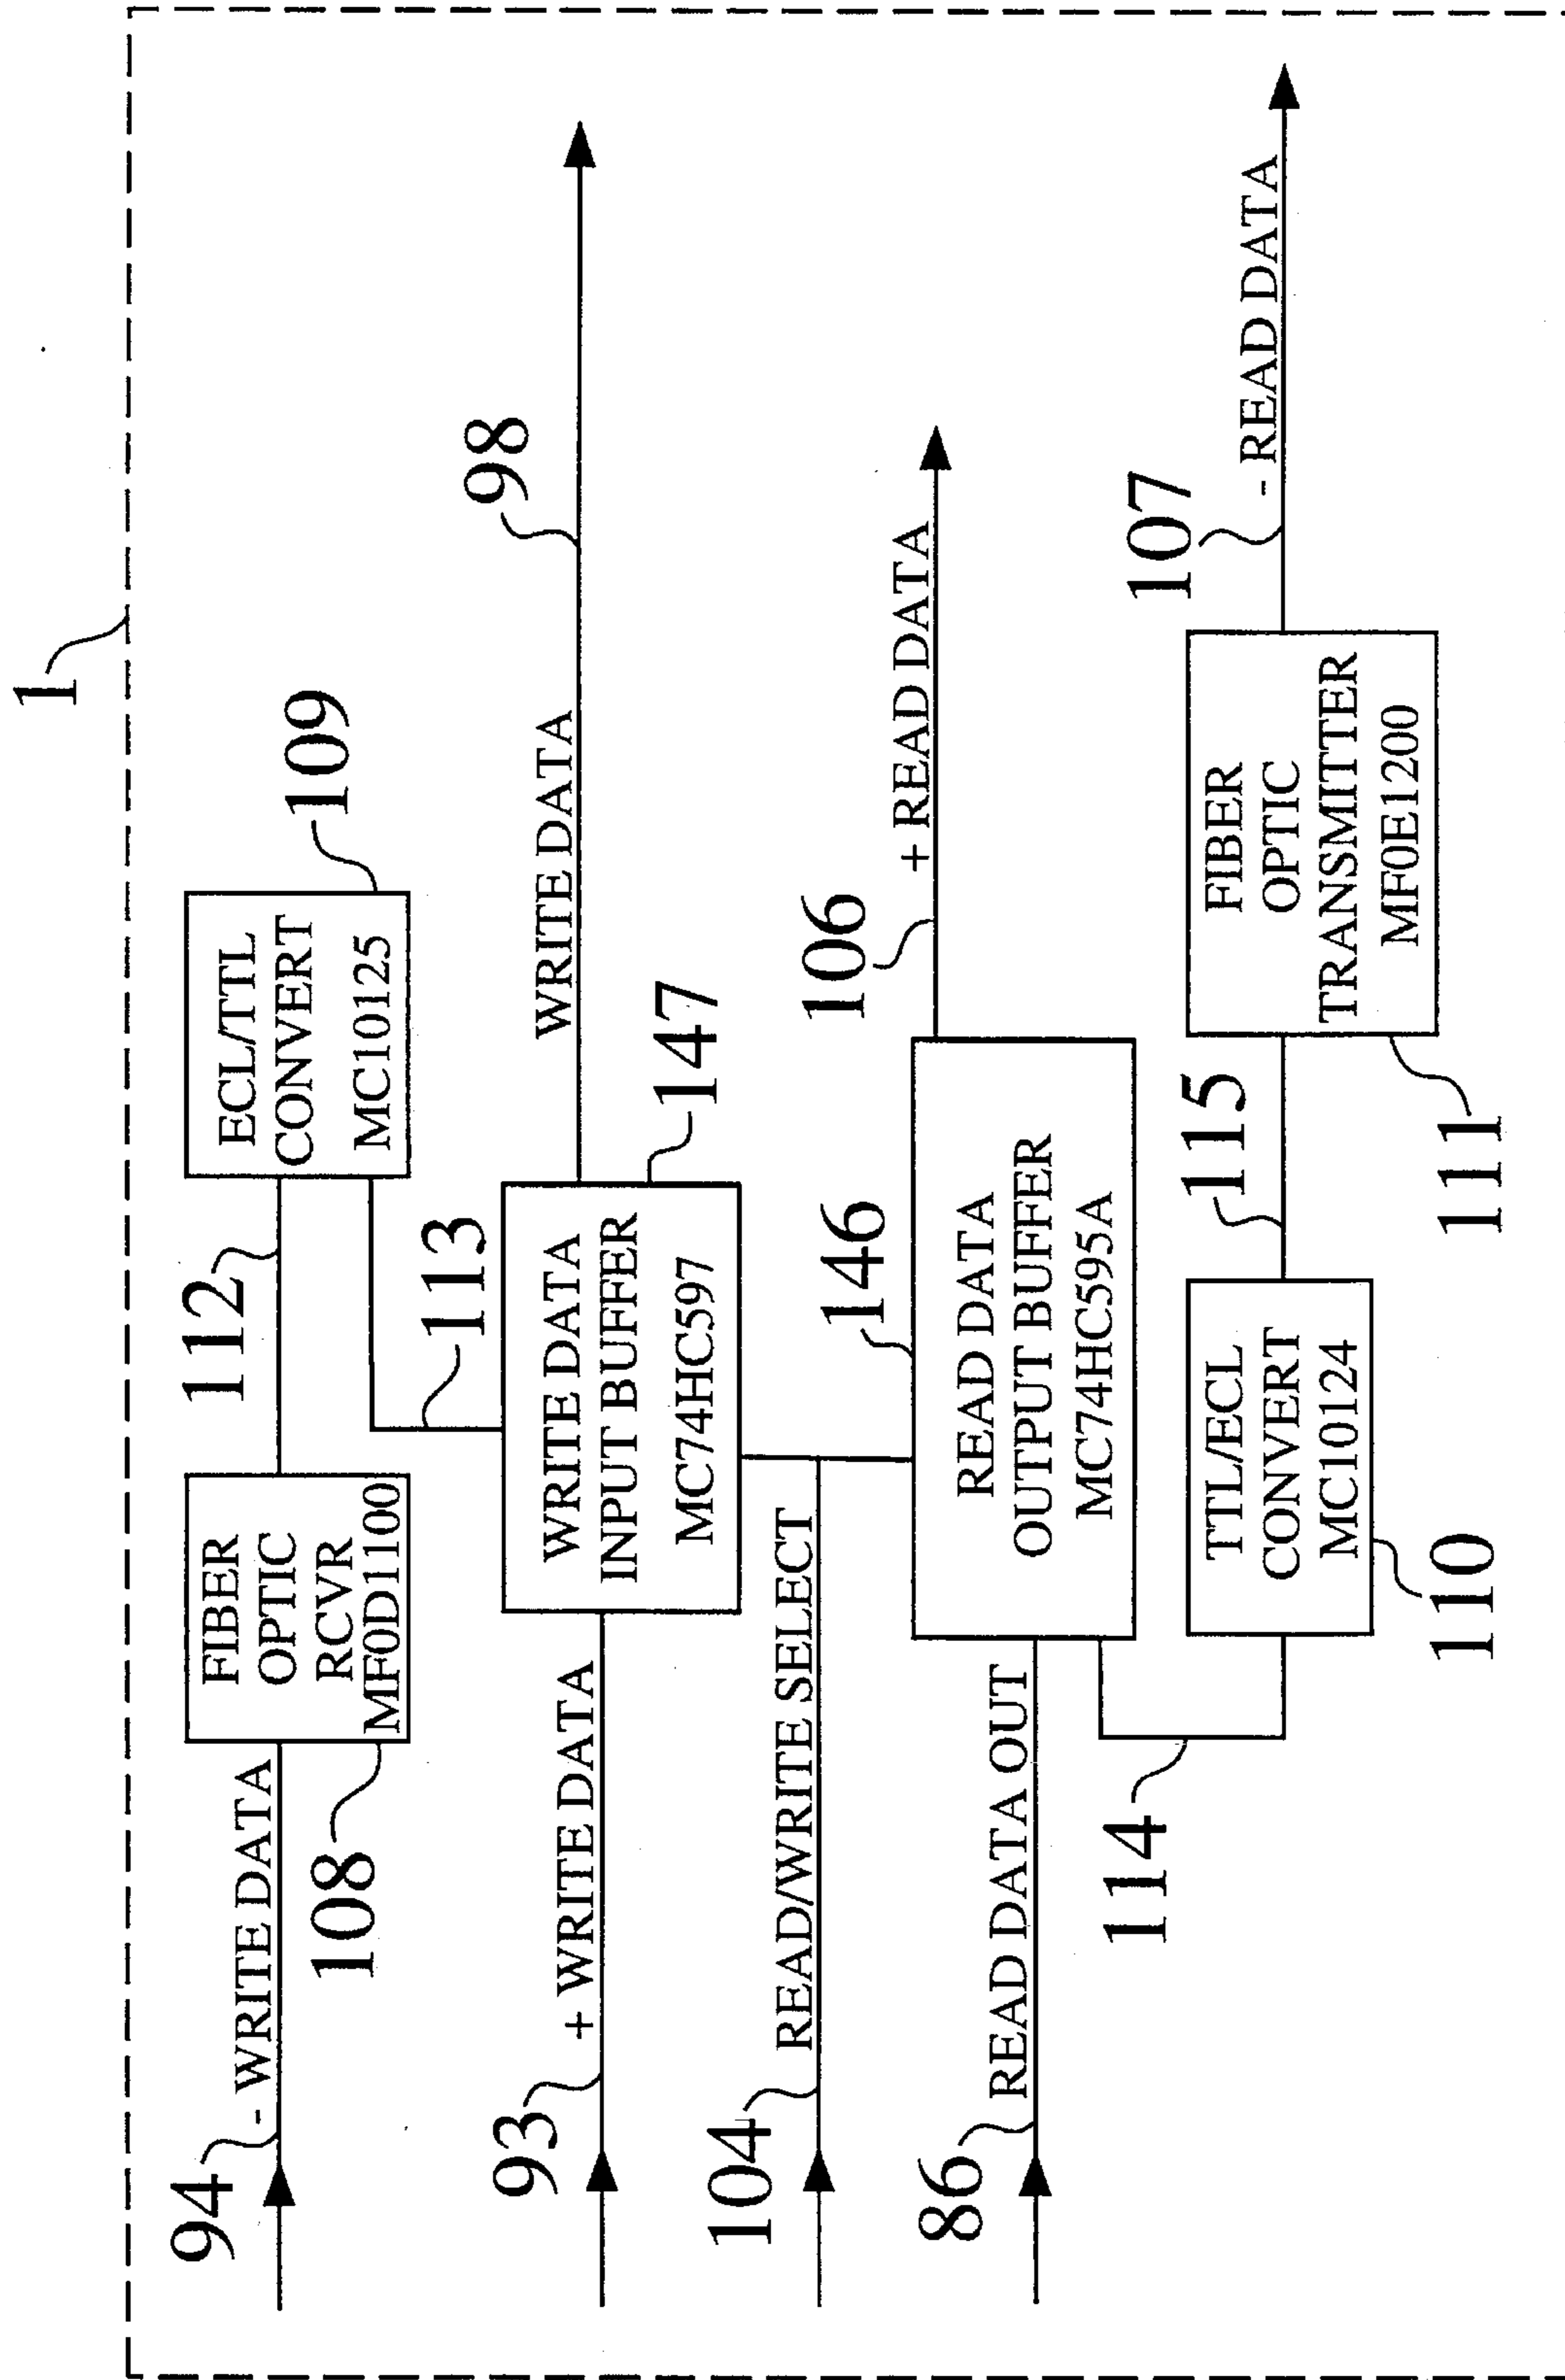 1
94
- WRITE DATA
108
FIBER
OPTIC
RCVR
MF0D1100
112
ECL/TTL
CONVERT
MC10125
109
113
93
+ WRITE DATA
WRITE DATA
INPUT BUFFER
MC74HC597
147
WRITE DATA
98
104
READ/WRITE SELECT
86
READ DATA OUT
146
READ DATA
OUTPUT BUFFER
MC74HC595A
106
+ READ DATA
114
TTL/ECL
CONVERT
MC10124
110
115
FIBER
OPTIC
TRANSMITTER
MF0E1200
111
107
- READ DATA